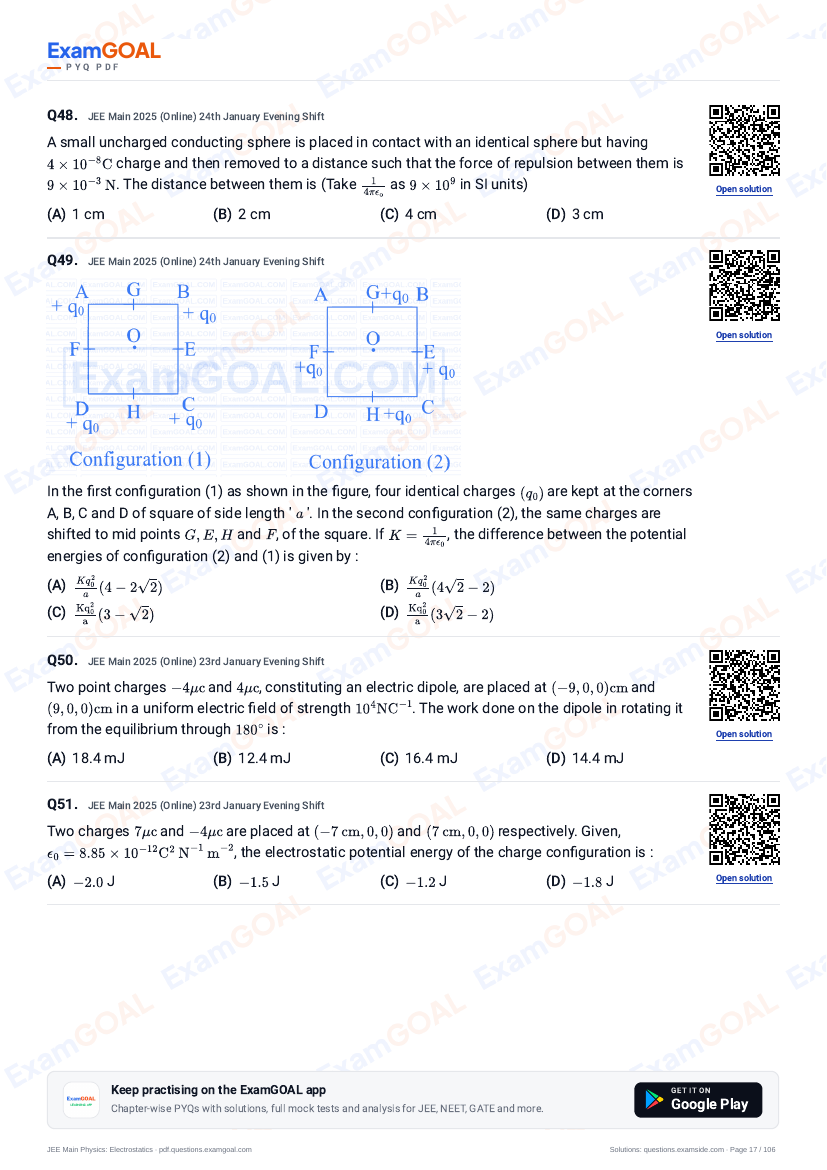 ExamGOAL
PYQ PDF
Q48. JEE Main 2025 (Online) 24th January Evening Shift
A small uncharged conducting sphere is placed in contact with an identical sphere but having
4 × 10⁻⁸C charge and then removed to a distance such that the force of repulsion between them is
9 × 10⁻³ N. The distance between them is (Take 1/4πε₀ as 9 × 10⁹ in SI units)
(A) 1 cm (B) 2 cm (C) 4 cm (D) 3 cm
Open solution
Q49. JEE Main 2025 (Online) 24th January Evening Shift
Open solution
A G B
+ q₀ + q₀
F O E
D H C
+ q₀ + q₀
Configuration (1)
A G+q₀ B
F O E
+q₀ + q₀
D H+q₀ C
Configuration (2)
ExamGOAL.COM
In the first configuration (1) as shown in the figure, four identical charges (q₀) are kept at the corners
A, B, C and D of square of side length ' a '. In the second configuration (2), the same charges are
shifted to mid points G, E, H and F, of the square. If K = 1/4πϵ₀, the difference between the potential
energies of configuration (2) and (1) is given by :
(A) Kq₀²/a (4 − 2√2) (B) Kq₀²/a (4√2 − 2)
(C) Kq₀²/a (3 − √2) (D) Kq₀²/a (3√2 − 2)
Q50. JEE Main 2025 (Online) 23rd January Evening Shift
Two point charges −4μc and 4μc, constituting an electric dipole, are placed at (−9, 0, 0)cm and
(9, 0, 0)cm in a uniform electric field of strength 10⁴NC⁻¹. The work done on the dipole in rotating it
from the equilibrium through 180° is :
(A) 18.4 mJ (B) 12.4 mJ (C) 16.4 mJ (D) 14.4 mJ
Open solution
Q51. JEE Main 2025 (Online) 23rd January Evening Shift
Two charges 7μc and −4μc are placed at (−7 cm, 0, 0) and (7 cm, 0, 0) respectively. Given,
ϵ₀ = 8.85 × 10⁻¹²C² N⁻¹ m⁻², the electrostatic potential energy of the charge configuration is :
(A) −2.0 J (B) −1.5 J (C) −1.2 J (D) −1.8 J
Open solution
ExamGOAL
Keep practising on the ExamGOAL app
Chapter-wise PYQs with solutions, full mock tests and analysis for JEE, NEET, GATE and more.
GET IT ON
Google Play
JEE Main Physics: Electrostatics · pdf.questions.examgoal.com
Solutions: questions.examside.com · Page 17 / 106